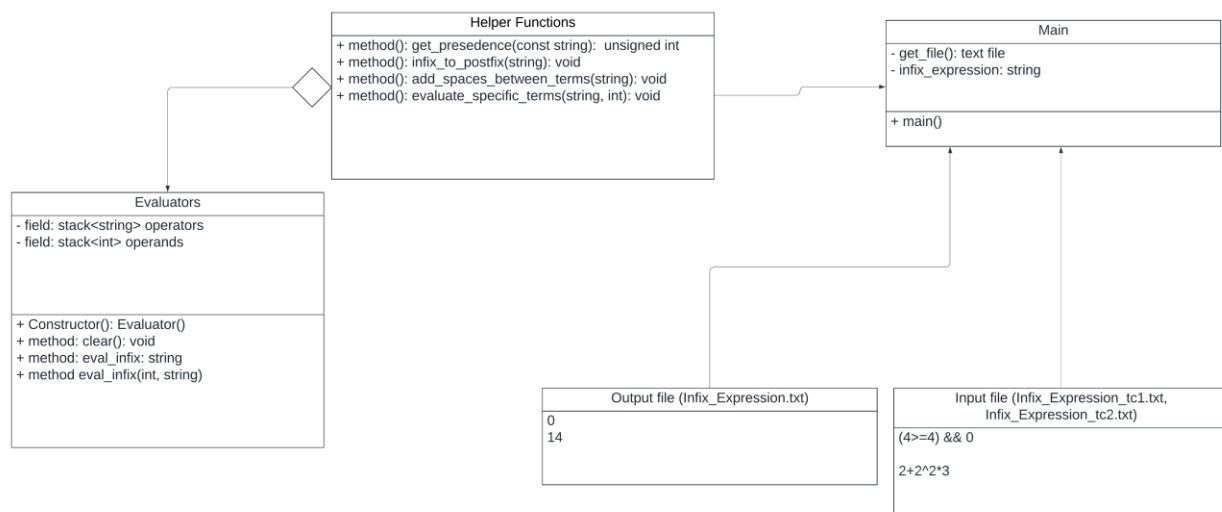 Helper Functions
+ method(): get_presedence(const string): unsigned int
+ method(): infix_to_postfix(string): void
+ method(): add_spaces_between_terms(string): void
+ method(): evaluate_specific_terms(string, int): void
Main
- get_file(): text file
- infix_expression: string
+ main()
Evaluators
- field: stack<string> operators
- field: stack<int> operands
+ Constructor(): Evaluator()
+ method: clear(): void
+ method: eval_infix: string
+ method eval_infix(int, string)
Output file (Infix_Expression.txt)
0
14
Input file (Infix_Expression_tc1.txt,
Infix_Expression_tc2.txt)
(4>=4) && 0
2+2^2*3